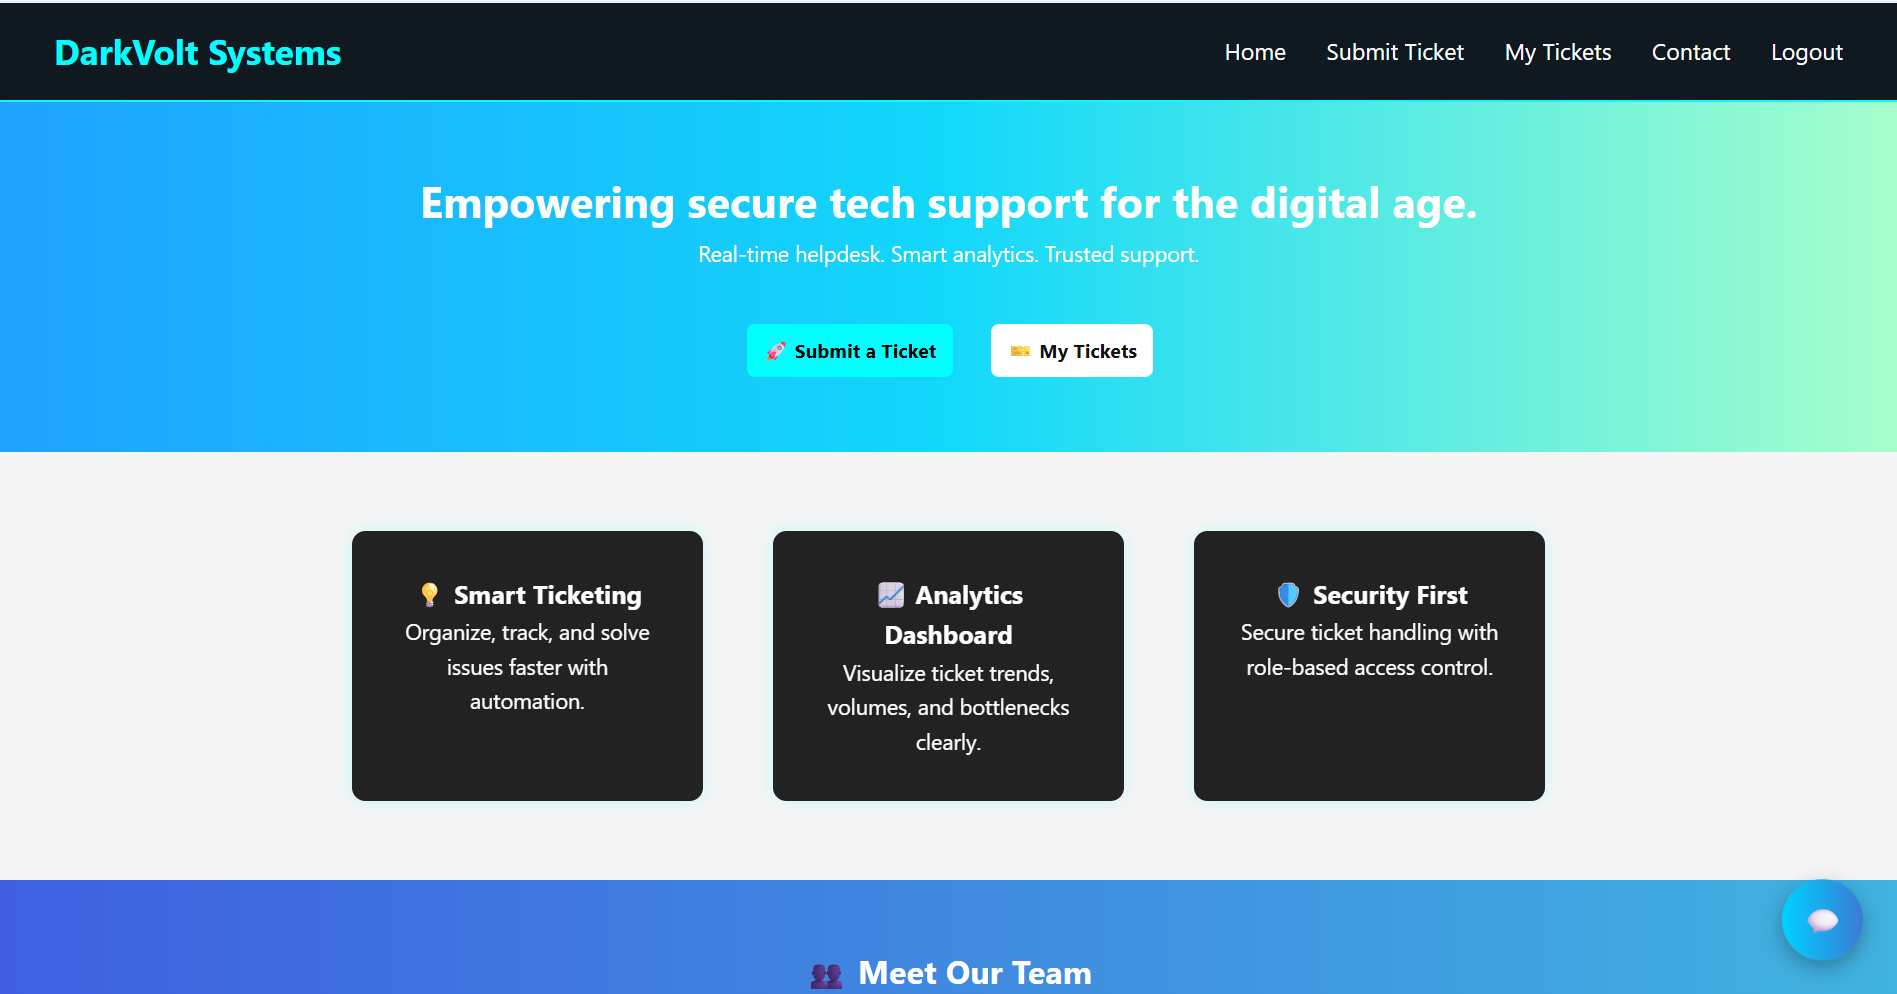 DarkVolt Systems
Home Submit Ticket My Tickets Contact Logout
Empowering secure tech support for the digital age.
Real-time helpdesk. Smart analytics. Trusted support.
🚀 Submit a Ticket
🎫 My Tickets
💡 Smart Ticketing
Organize, track, and solve
issues faster with
automation.
📈 Analytics
Dashboard
Visualize ticket trends,
volumes, and bottlenecks
clearly.
🛡️ Security First
Secure ticket handling with
role-based access control.
👥 Meet Our Team